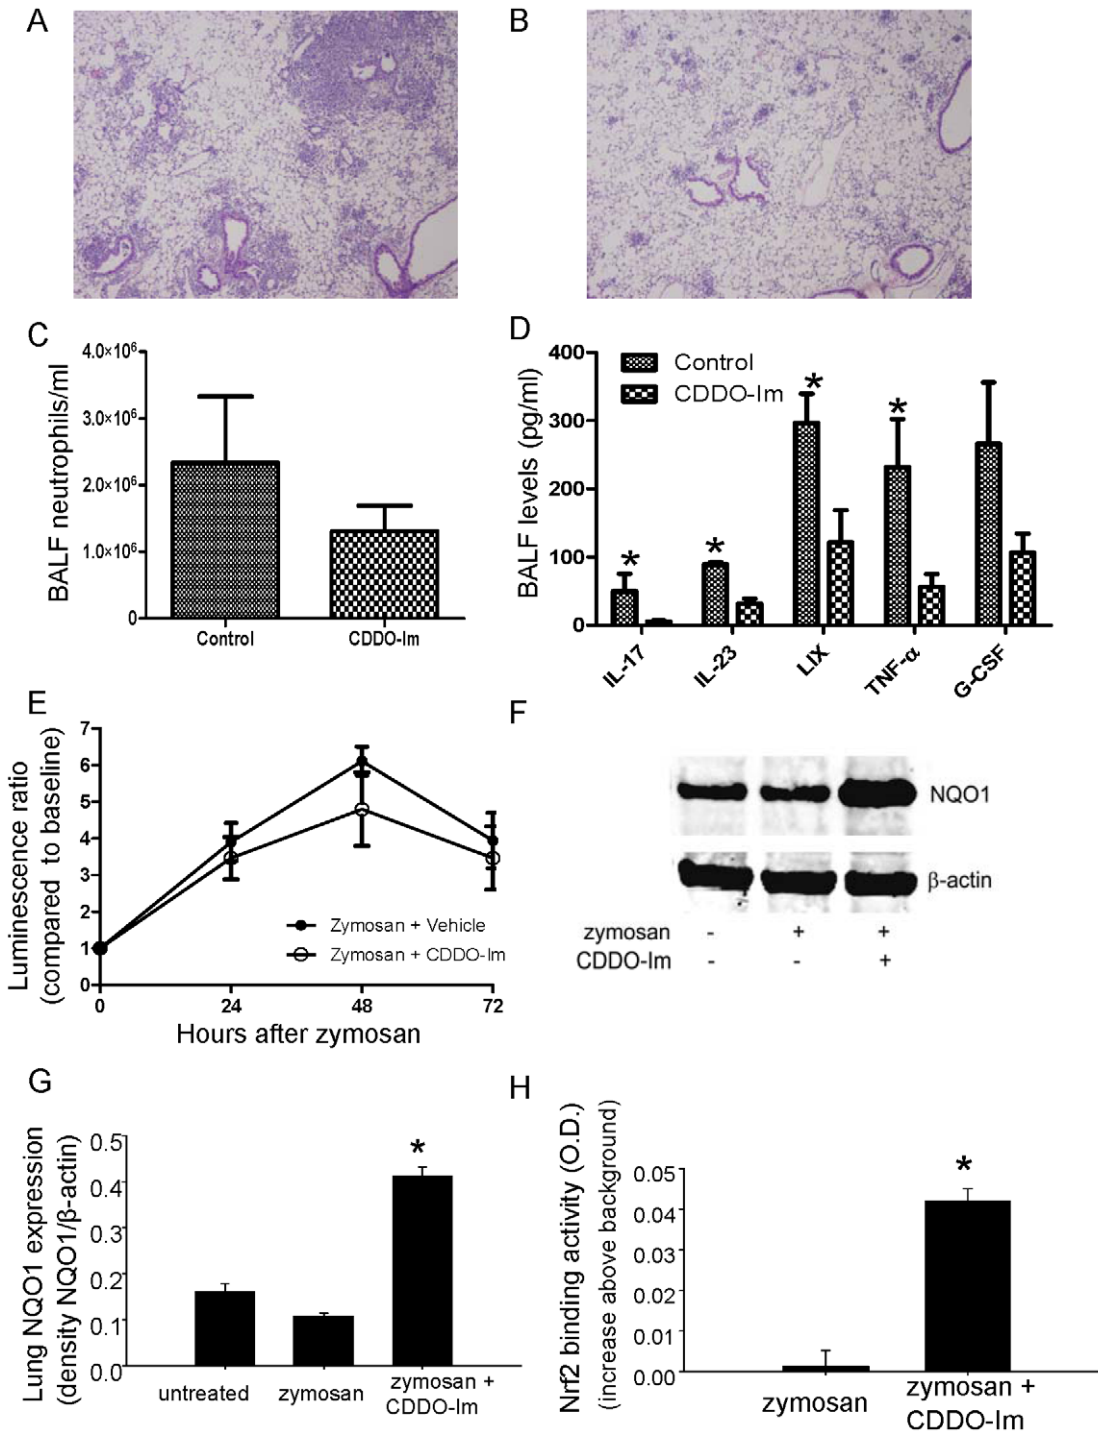 A
B
C
BALF neutrophils/ml
4.0×10⁶
3.0×10⁶
2.0×10⁶
1.0×10⁶
0
Control
CDDO-Im
D
BALF levels (pg/ml)
400
300
200
100
0
Control
CDDO-Im
*
*
*
*
IL-17
IL-23
LIX
TNF-α
G-CSF
E
Luminescence ratio
(compared to baseline)
7
6
5
4
3
2
1
0
Zymosan + Vehicle
Zymosan + CDDO-Im
0
24
48
72
Hours after zymosan
F
NQO1
β-actin
zymosan - + +
CDDO-Im - - +
G
Lung NQO1 expression
(density NQO1/β-actin)
0.5
0.4
0.3
0.2
0.1
0.0
*
untreated
zymosan
zymosan +
CDDO-Im
H
Nrf2 binding activity (O.D.)
(increase above background)
0.05
0.04
0.03
0.02
0.01
0.00
*
zymosan
zymosan +
CDDO-Im